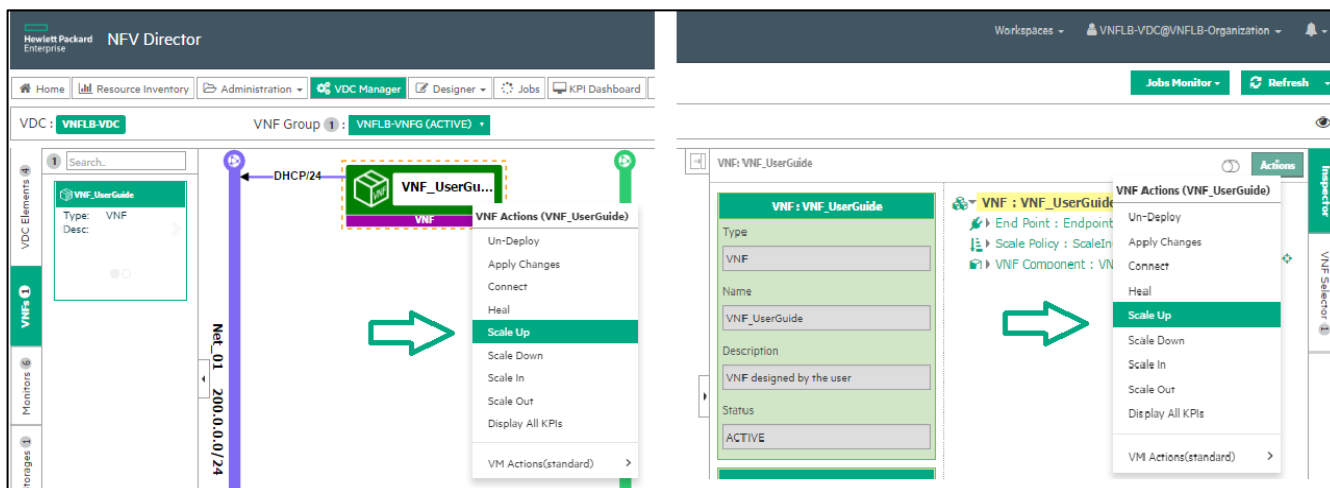 Hewlett Packard
Enterprise
NFV Director
Home
Resource Inventory
Administration
VDC Manager
Designer
Jobs
KPI Dashboard
VDC : VNFLB-VDC
VNF Group 1 : VNFLB-VNFG (ACTIVE)
VDC Elements 4
VNFs 1
Monitors 6
torages 1
1 Search..
VNF_UserGuide
Type: VNF
Desc:
DHCP/24
VNF
VNF_UserGu...
VNF
Net_01 200.0.0.0/24
VNF Actions (VNF_UserGuide)
Un-Deploy
Apply Changes
Connect
Heal
Scale Up
Scale Down
Scale In
Scale Out
Display All KPIs
VM Actions(standard)
Workspaces
VNFLB-VDC@VNFLB-Organization
Jobs Monitor
Refresh
VNF: VNF_UserGuide
Actions
VNF : VNF_UserGuide
Type
VNF
Name
VNF_UserGuide
Description
VNF designed by the user
Status
ACTIVE
VNF : VNF_UserGuide
End Point : Endpoint
Scale Policy : ScaleIn
VNF Component : VN
VNF Actions (VNF_UserGuide)
Un-Deploy
Apply Changes
Connect
Heal
Scale Up
Scale Down
Scale In
Scale Out
Display All KPIs
VM Actions(standard)
Inspector
VNF Selector 1